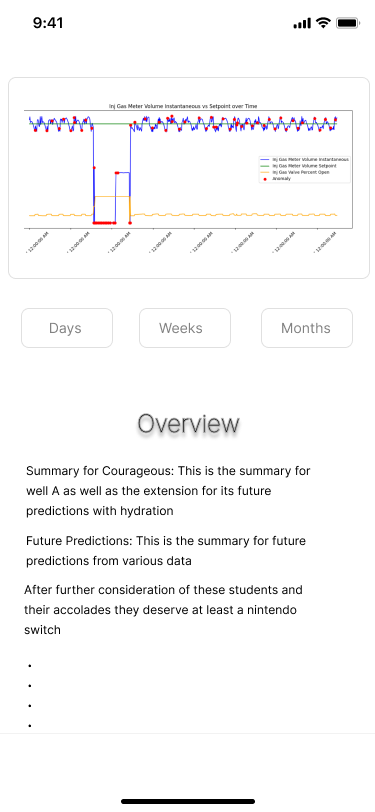 9:41
Inj Gas Meter Volume Instantaneous vs Setpoint over Time
Inj Gas Meter Volume Instantaneous
Inj Gas Meter Volume Setpoint
Inj Gas Valve Percent Open
Anomaly
12:00:00 AM
12:00:00 AM
12:00:00 AM
12:00:00 AM
12:00:00 AM
12:00:00 AM
12:00:00 AM
12:00:00 AM
Days Weeks Months
Overview
Summary for Courageous: This is the summary for
well A as well as the extension for its future
predictions with hydration
Future Predictions: This is the summary for future
predictions from various data
After further consideration of these students and
their accolades they deserve at least a nintendo
switch
.
.
.
.